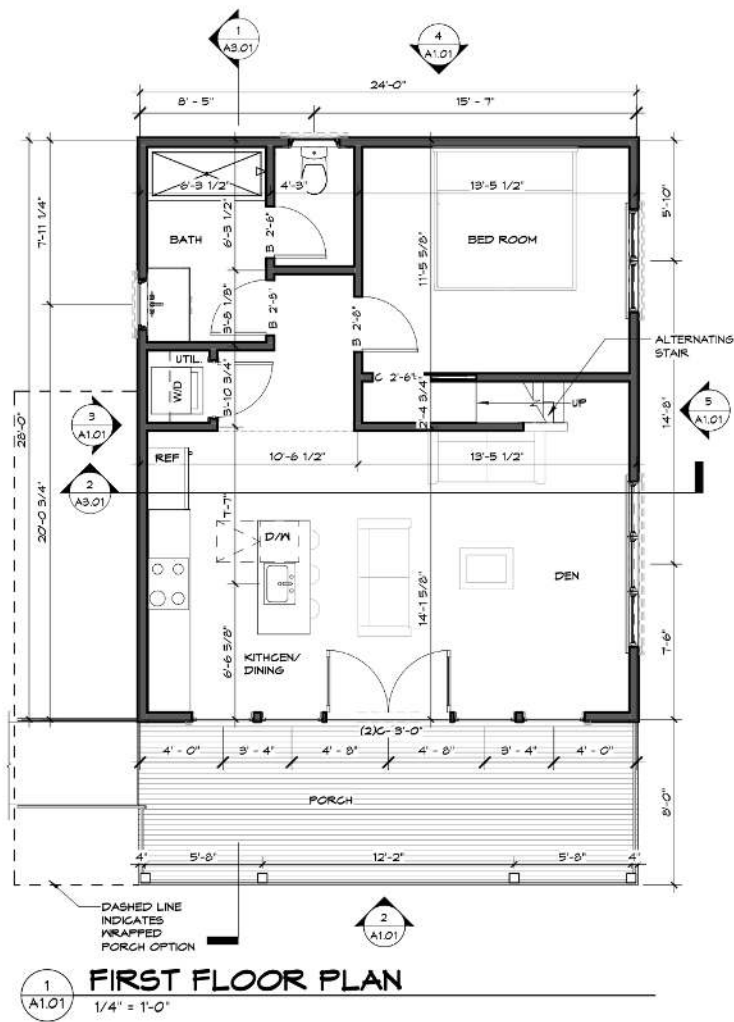 1
A3.01
4
A1.01
24'-0"
8' - 5"
15' - 7"
6'-3 1/2"
4'-3"
13'-5 1/2"
7'-11 1/4"
5'-10"
6'-3 1/2"
B 2'-6"
BATH
BED ROOM
11'-5 5/8"
3'-8 1/8"
B 2'-8"
B 2'-8"
ALTERNATING
STAIR
UTIL.
W/D
C 2'-6"
3'-10 3/4"
2'-4 3/4"
UP
3
A1.01
5
A1.01
28'-0"
14'-8"
REF
10'-6 1/2"
13'-5 1/2"
2
A3.01
20'-0 3/4"
7'-7"
D/W
DEN
14'-1 5/8"
6'-6 5/8"
7'-6"
KITHCEN/
DINING
(2)C- 3'-0"
4' - 0"
3' - 4"
4' - 8"
4' - 8"
3' - 4"
4' - 0"
PORCH
8'-0"
4"
5'-8"
12'-2"
5'-8"
4"
DASHED LINE
INDICATES
WRAPPED
PORCH OPTION
2
A1.01
1
A1.01
FIRST FLOOR PLAN
1/4" = 1'-0"